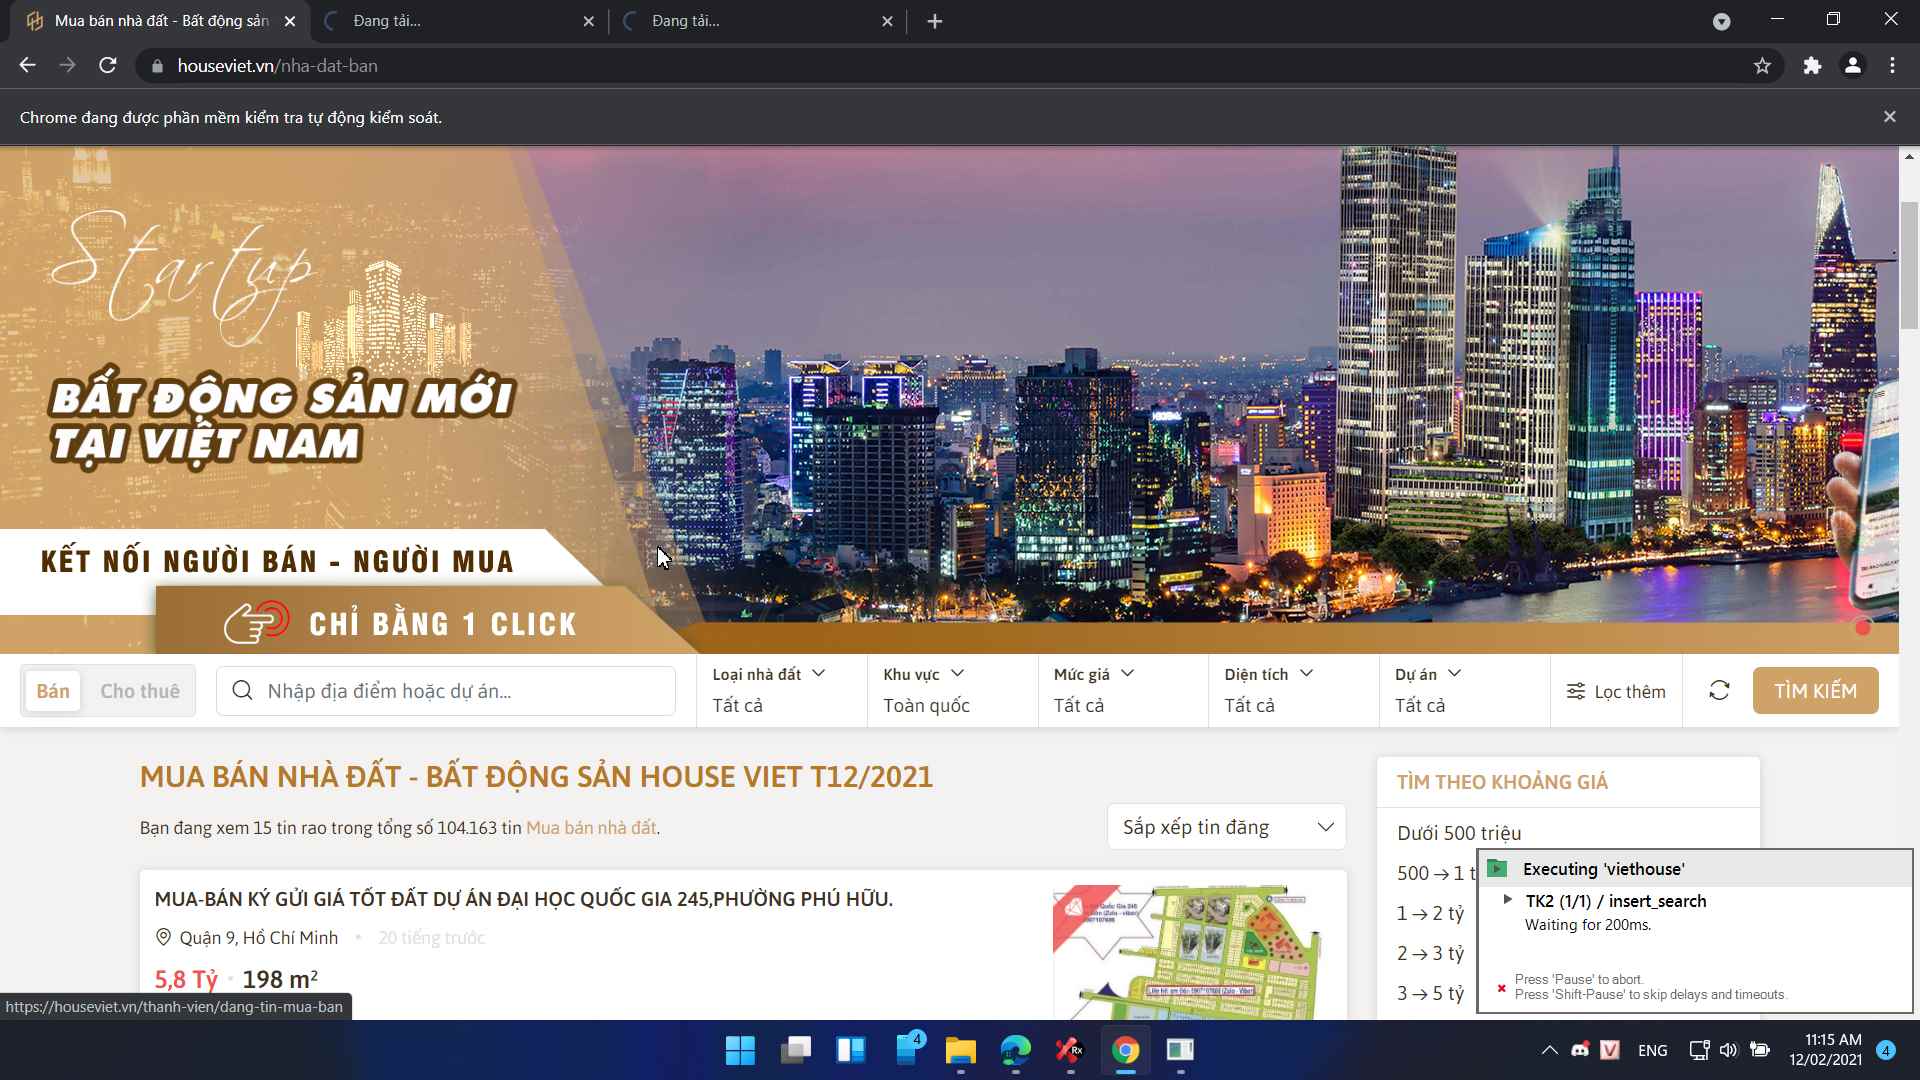 Mua bán nhà đất - Bất động sản
Đang tải...
Đang tải...
houseviet.vn/nha-dat-ban
Chrome đang được phần mềm kiểm tra tự động kiểm soát.
Startup
BẤT ĐỘNG SẢN MỚI
TẠI VIỆT NAM
KẾT NỐI NGƯỜI BÁN - NGƯỜI MUA
CHỈ BẰNG 1 CLICK
Bán
Cho thuê
Nhập địa điểm hoặc dự án...
Loại nhà đất
Tất cả
Khu vực
Toàn quốc
Mức giá
Tất cả
Diện tích
Tất cả
Dự án
Tất cả
Lọc thêm
TÌM KIẾM
MUA BÁN NHÀ ĐẤT - BẤT ĐỘNG SẢN HOUSE VIET T12/2021
Bạn đang xem 15 tin rao trong tổng số 104.163 tin Mua bán nhà đất.
Sắp xếp tin đăng
MUA-BÁN KÝ GỬI GIÁ TỐT ĐẤT DỰ ÁN ĐẠI HỌC QUỐC GIA 245,PHƯỜNG PHÚ HỮU.
Quận 9, Hồ Chí Minh • 20 tiếng trước
5,8 Tỷ • 198 m²
TÌM THEO KHOẢNG GIÁ
Dưới 500 triệu
500 → 1 t
1 → 2 tỷ
2 → 3 tỷ
3 → 5 tỷ
Executing 'viethouse'
TK2 (1/1) / insert_search
Waiting for 200ms.
Press 'Pause' to abort.
Press 'Shift-Pause' to skip delays and timeouts.
https://houseviet.vn/thanh-vien/dang-tin-mua-ban
4
Rx
V
ENG
11:15 AM
12/02/2021
4